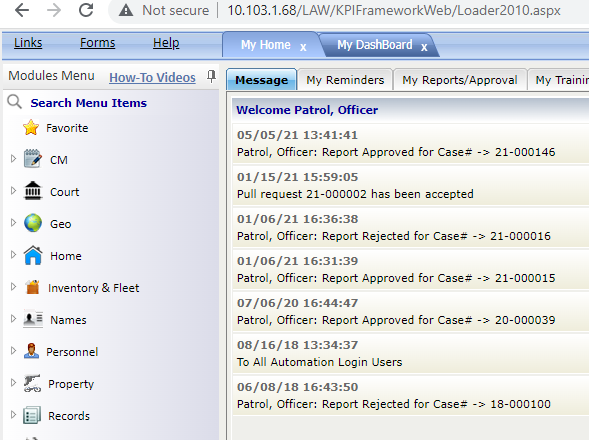 Not secure | 10.103.1.68/LAW/KPIFrameworkWeb/Loader2010.aspx
Links Forms Help My Home x My DashBoard x
Modules Menu How-To Videos
Message My Reminders My Reports/Approval My Trainin
Search Menu Items
Favorite
CM
Court
Geo
Home
Inventory & Fleet
Names
Personnel
Property
Records
Welcome Patrol, Officer
05/05/21 13:41:41
Patrol, Officer: Report Approved for Case# -> 21-000146
01/15/21 15:59:05
Pull request 21-000002 has been accepted
01/06/21 16:36:38
Patrol, Officer: Report Rejected for Case# -> 21-000016
01/06/21 16:31:39
Patrol, Officer: Report Approved for Case# -> 21-000015
07/06/20 16:44:47
Patrol, Officer: Report Approved for Case# -> 20-000039
08/16/18 13:34:37
To All Automation Login Users
06/08/18 16:43:50
Patrol, Officer: Report Rejected for Case# -> 18-000100